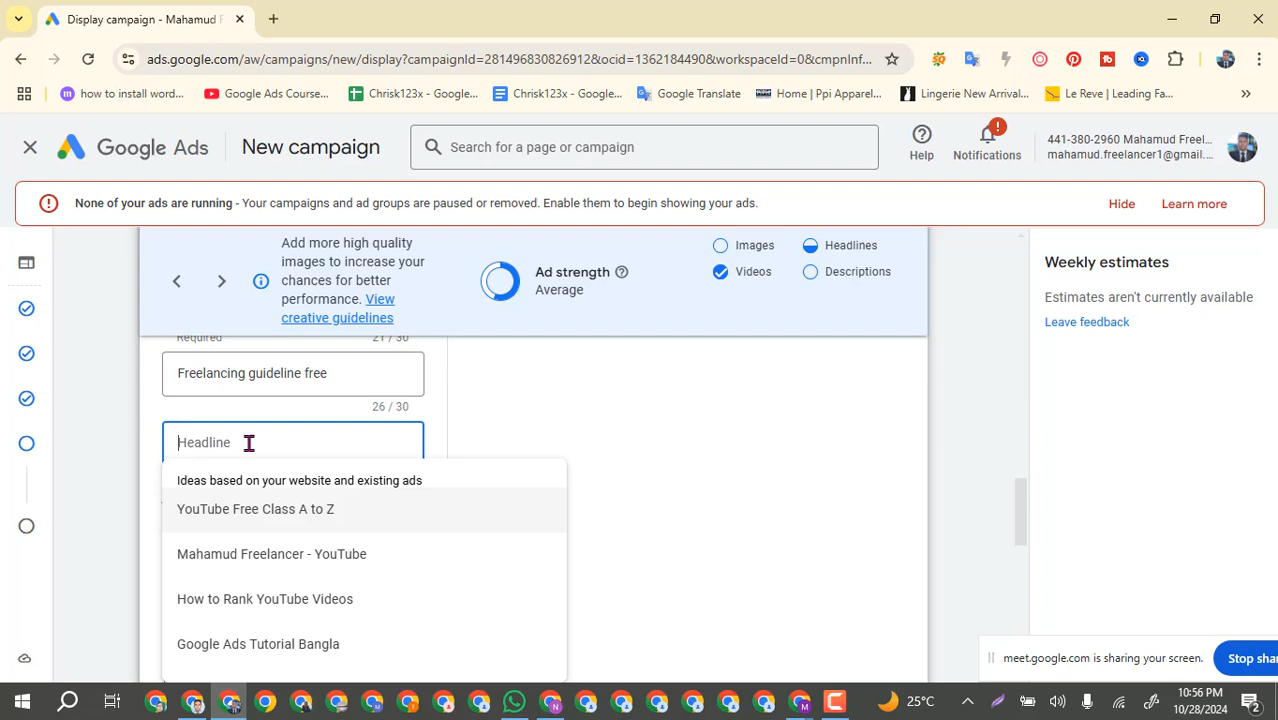 Display campaign - Mahamud F
ads.google.com/aw/campaigns/new/display?campaignId=281496830826912&ocid=1362184490&workspaceId=0&cmpnInf...
how to install word...
Google Ads Course...
Chrisk123x - Google...
Chrisk123x - Google...
Google Translate
Home | Ppi Apparel...
Lingerie New Arrival...
Le Reve | Leading Fa...
Google Ads
New campaign
Search for a page or campaign
Help
Notifications
441-380-2960 Mahamud Freel...
mahamud.freelancer1@gmail....
None of your ads are running - Your campaigns and ad groups are paused or removed. Enable them to begin showing your ads.
Hide
Learn more
Add more high quality
images to increase your
chances for better
performance. View
creative guidelines
Ad strength
Average
Images
Headlines
Videos
Descriptions
Weekly estimates
Estimates aren't currently available
Leave feedback
Required
21 / 30
Freelancing guideline free
26 / 30
Headline
Ideas based on your website and existing ads
YouTube Free Class A to Z
Mahamud Freelancer - YouTube
How to Rank YouTube Videos
Google Ads Tutorial Bangla
meet.google.com is sharing your screen.
Stop sha
25°C
10:56 PM
10/28/2024
2